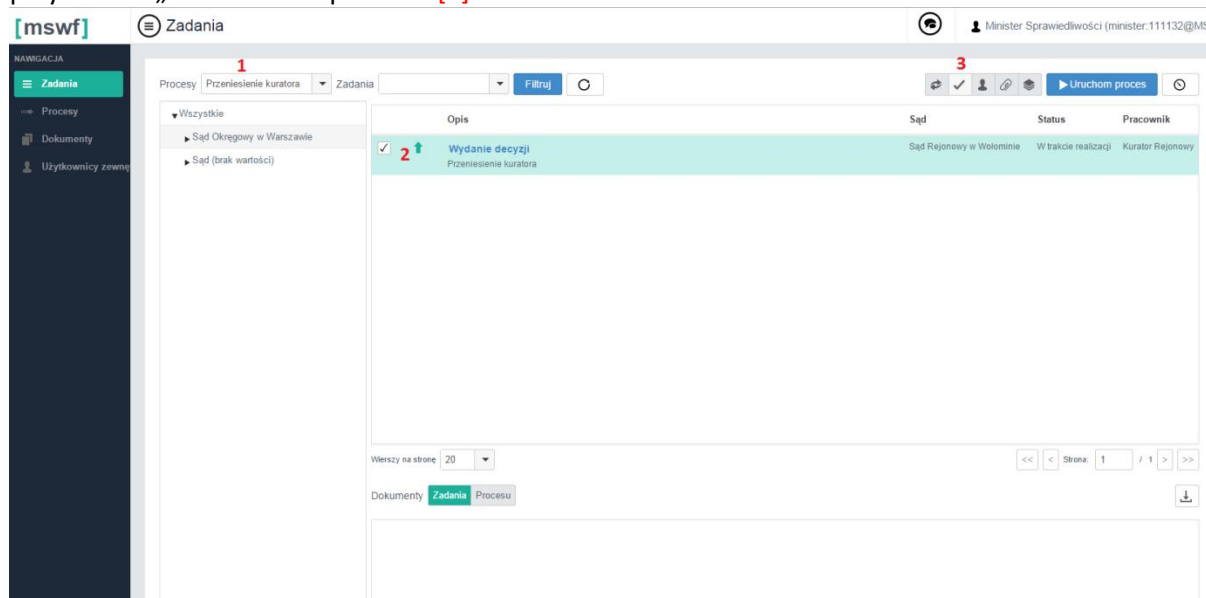 [mswf]
Zadania
Minister Sprawiedliwości (minister:111132@MS
NAWIGACJA
Zadania
Procesy
Dokumenty
Użytkownicy zewnę
1
3
Procesy Przeniesienie kuratora Zadania Filtruj Uruchom proces
Wszystkie
Sąd Okręgowy w Warszawie
Sąd (brak wartości)
Opis Sąd Status Pracownik
2 Wydanie decyzji Sąd Rejonowy w Wołominie W trakcie realizacji Kurator Rejonowy
Przeniesienie kuratora
Wierszy na stronę 20 << < Strona: 1 / 1 > >>
Dokumenty Zadania Procesu